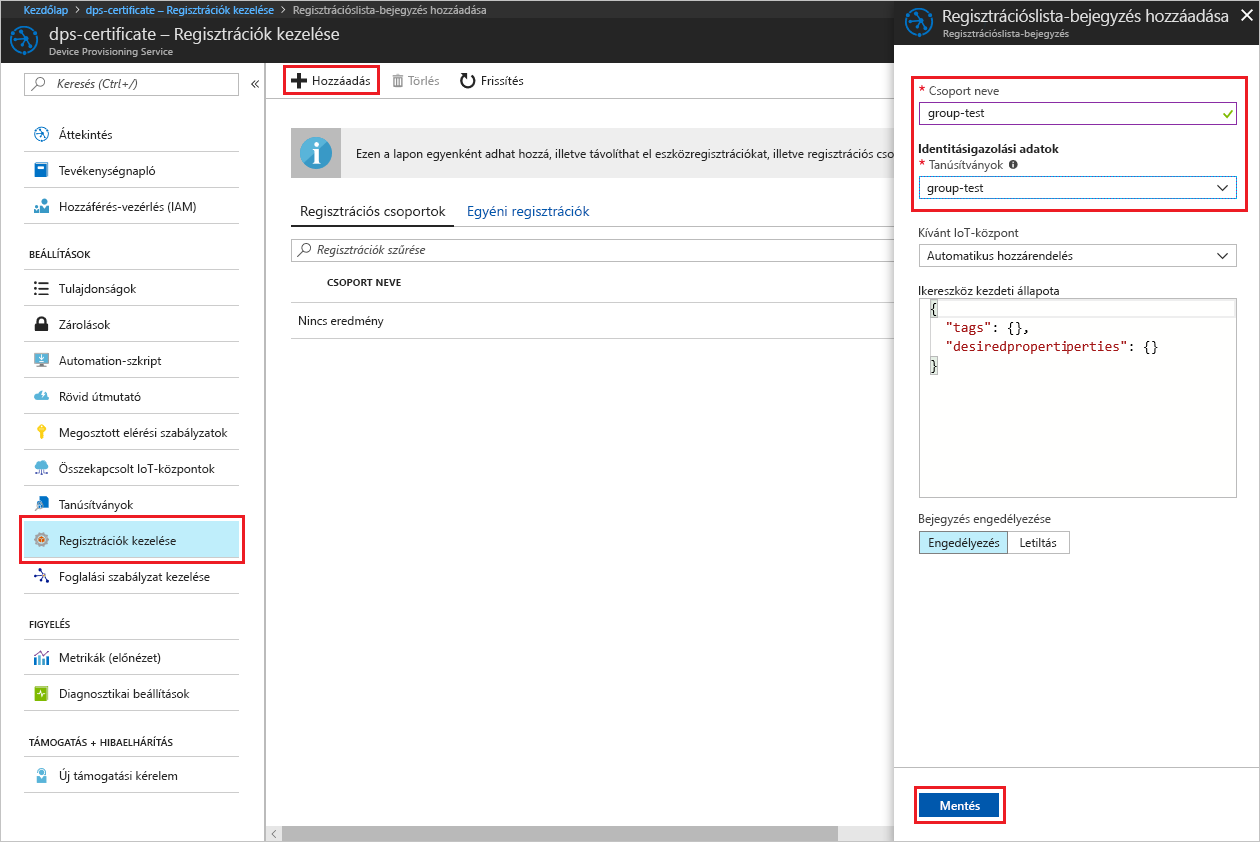 Kezdőlap > dps-certificate – Regisztrációk kezelése > Regisztrációslista-bejegyzés hozzáadása
dps-certificate – Regisztrációk kezelése
Device Provisioning Service
Keresés (Ctrl+/)
«
Áttekintés
Tevékenységnapló
Hozzáférés-vezérlés (IAM)
BEÁLLÍTÁSOK
Tulajdonságok
Zárolások
Automation-szkript
Rövid útmutató
Megosztott elérési szabályzatok
Összekapcsolt IoT-központok
Tanúsítványok
Regisztrációk kezelése
Foglalási szabályzat kezelése
FIGYELÉS
Metrikák (előnézet)
Diagnosztikai beállítások
TÁMOGATÁS + HIBAELHÁRÍTÁS
Új támogatási kérelem
Hozzáadás Törlés Frissítés
Ezen a lapon egyenként adhat hozzá, illetve távolíthat el eszközregisztrációkat, illetve regisztrációs cso
Regisztrációs csoportok Egyéni regisztrációk
Regisztrációk szűrése
CSOPORT NEVE
Nincs eredmény
Regisztrációslista-bejegyzés hozzáadása
Regisztrációslista-bejegyzés
* Csoport neve
group-test
Identitásigazolási adatok
* Tanúsítványok
group-test
Kívánt IoT-központ
Automatikus hozzárendelés
Ikereszköz kezdeti állapota
{
"tags": {},
"desiredpropertiperties": {}
}
Bejegyzés engedélyezése
Engedélyezés Letiltás
Mentés